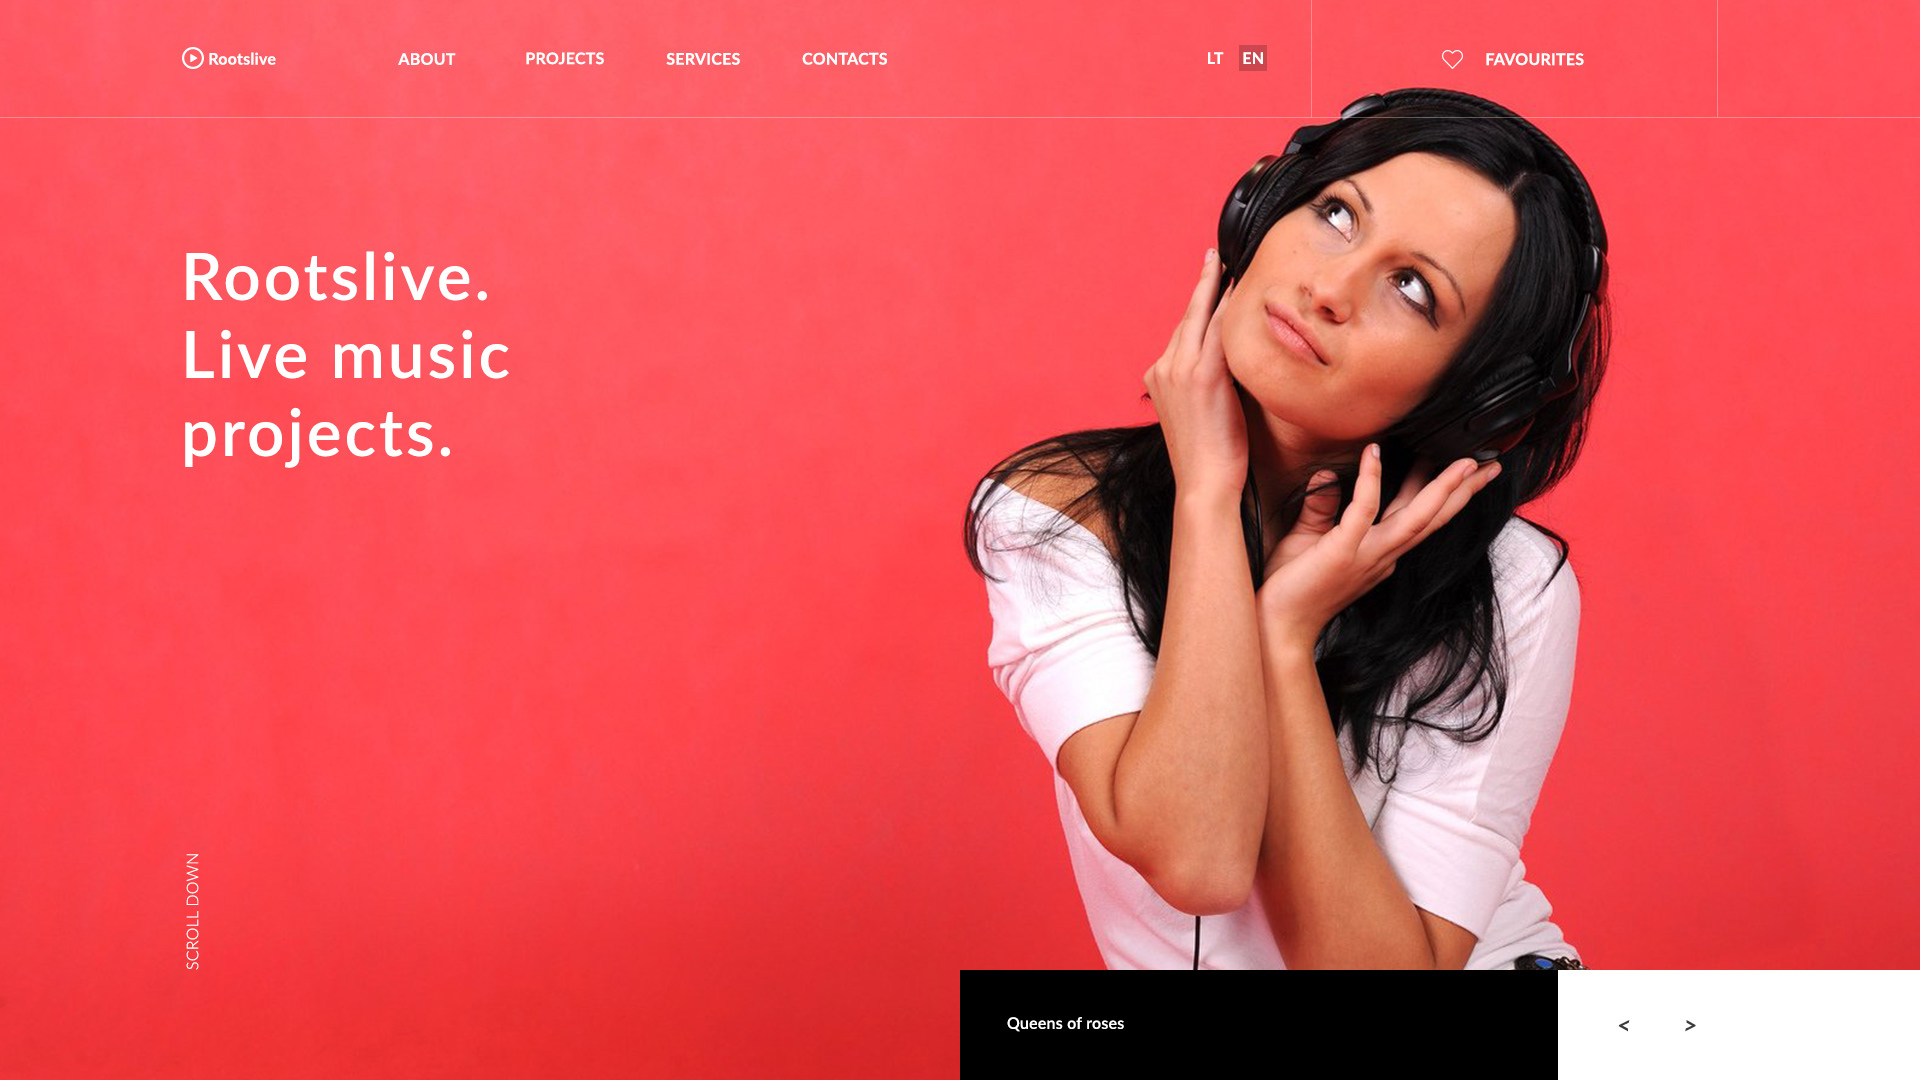 Rootslive
ABOUT
PROJECTS
SERVICES
CONTACTS
LT
EN
FAVOURITES
Rootslive.
Live music
projects.
SCROLL DOWN
Queens of roses
< >